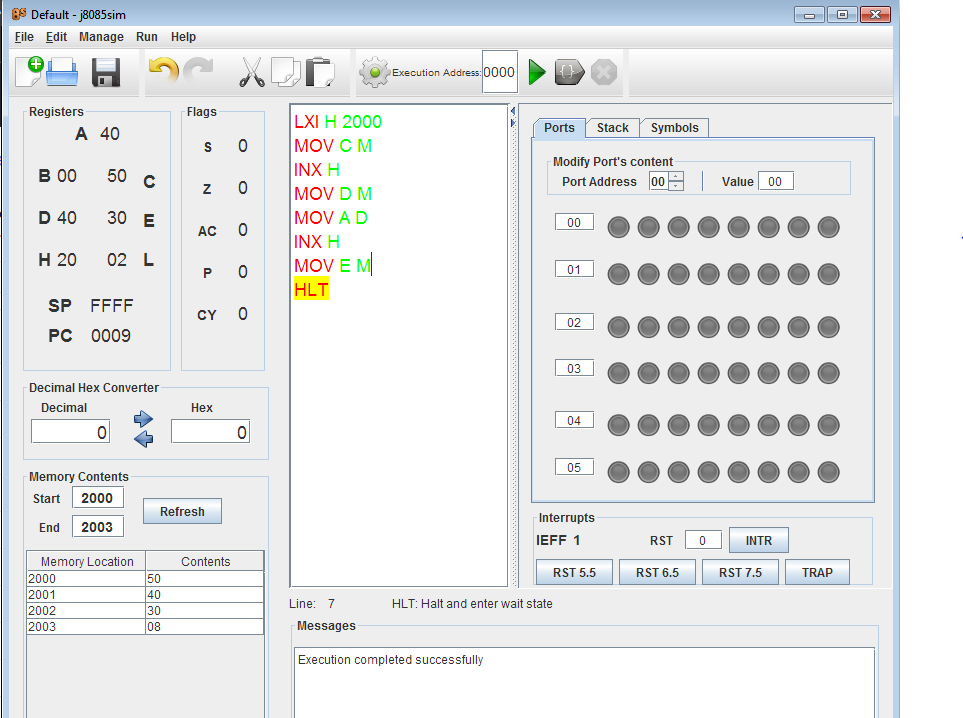 Default - j8085sim
File Edit Manage Run Help
Execution Address: 0000
Registers
A 40
B 00 50 C
D 40 30 E
H 20 02 L
SP FFFF
PC 0009
Flags
S 0
Z 0
AC 0
P 0
CY 0
Decimal Hex Converter
Decimal Hex
0 0
Memory Contents
Start 2000
End 2003
Refresh
Memory Location Contents
2000 50
2001 40
2002 30
2003 08
LXI H 2000
MOV C M
INX H
MOV D M
MOV A D
INX H
MOV E M
HLT
Line: 7 HLT: Halt and enter wait state
Messages
Execution completed successfully
Ports Stack Symbols
Modify Port's content
Port Address 00 Value 00
00
01
02
03
04
05
Interrupts
IEFF 1 RST 0 INTR
RST 5.5 RST 6.5 RST 7.5 TRAP